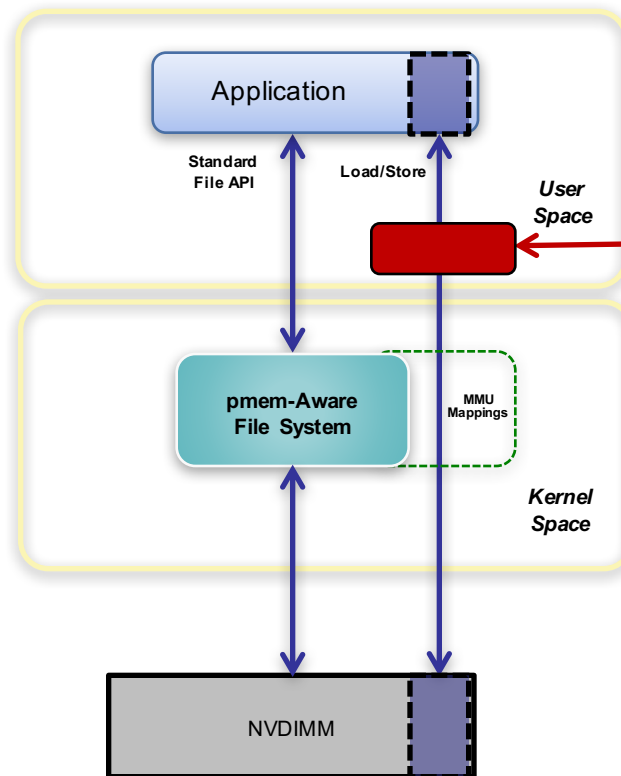 Application
Standard
File API
Load/Store
User
Space
pmem-Aware
File System
MMU
Mappings
Kernel
Space
NVDIMM